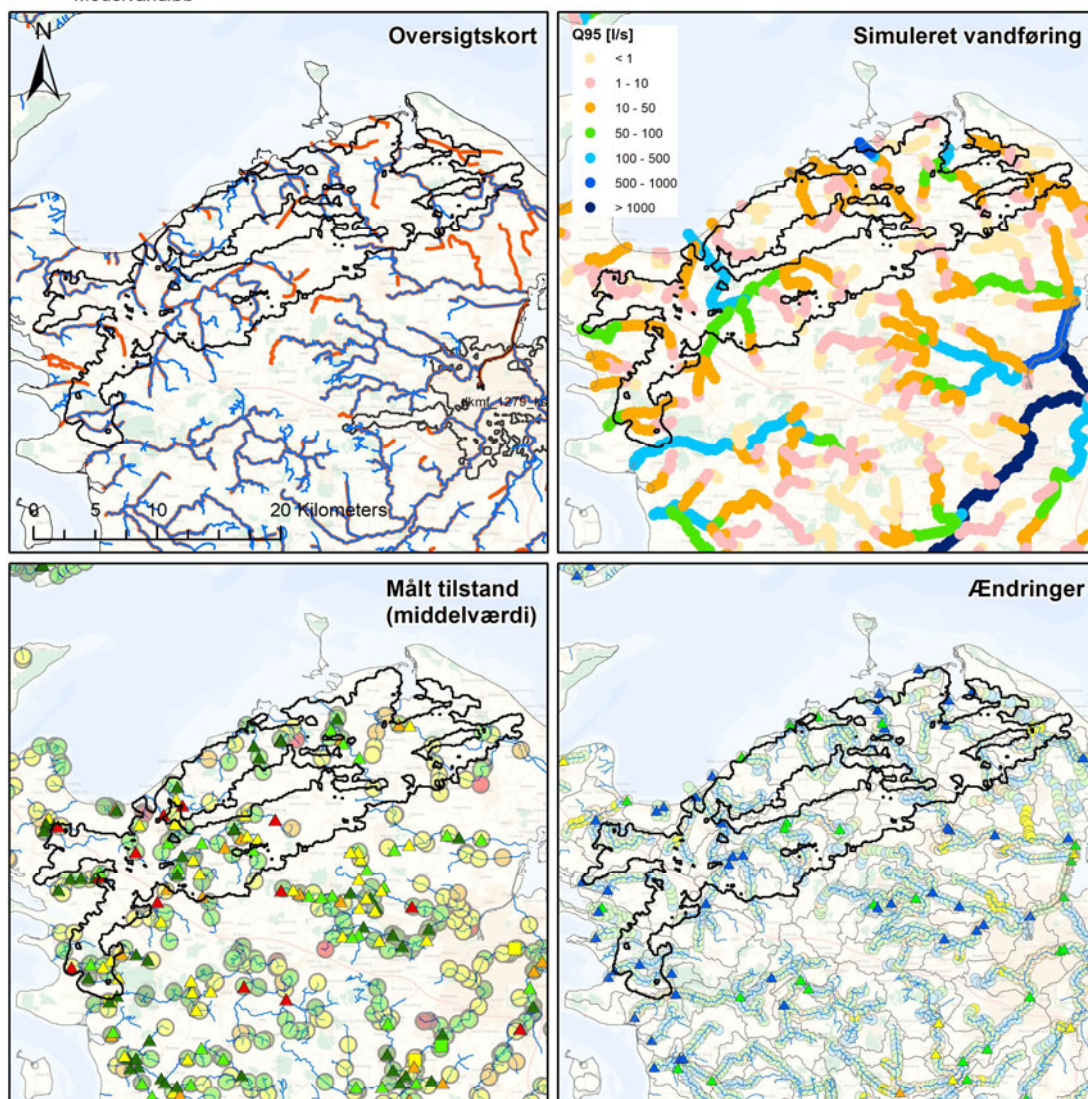 N
Oversigtskort
dkmf_1279_ks
0 5 10 20 Kilometers
Simuleret vandføring
Q95 [l/s]
< 1
1 - 10
10 - 50
50 - 100
100 - 500
500 - 1000
> 1000
Målt tilstand
(middelværdi)
Ændringer